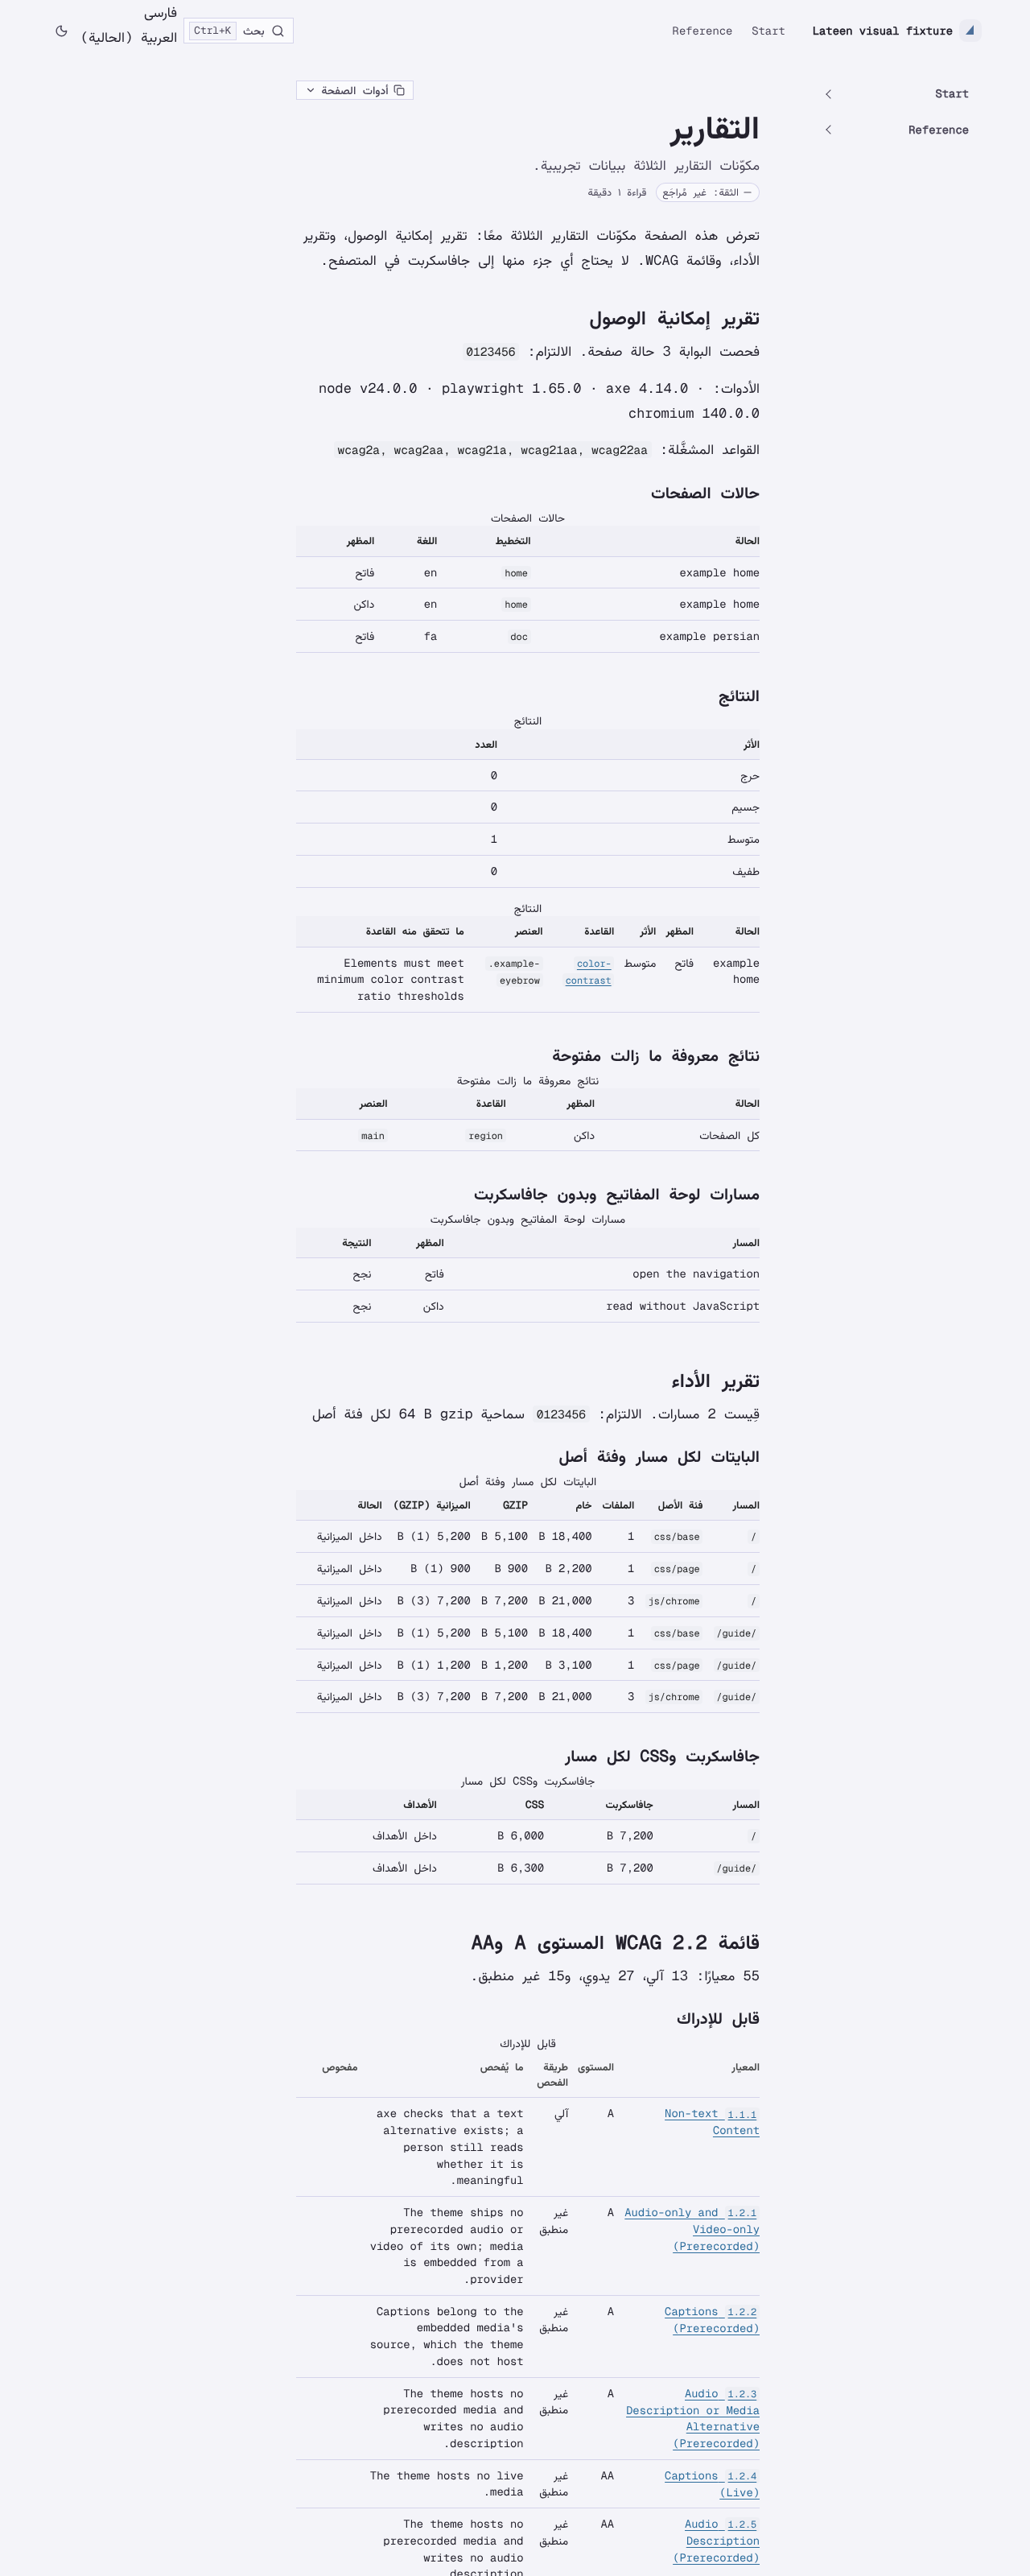 Lateen visual fixture
Start
Reference
بحث Ctrl+K
فارسی
العربية (الحالية)
Start
Reference
أدوات الصفحة
التقارير
مكوّنات التقارير الثلاثة ببيانات تجريبية.
— الثقة: غير مُراجَع
قراءة ١ دقيقة
تعرض هذه الصفحة مكوّنات التقارير الثلاثة معًا: تقرير إمكانية الوصول، وتقرير
الأداء، وقائمة WCAG. لا يحتاج أي جزء منها إلى جافاسكربت في المتصفح.
تقرير إمكانية الوصول
فحصت البوابة 3 حالة صفحة. الالتزام: 0123456
الأدوات: node v24.0.0 · playwright 1.65.0 · axe 4.14.0 ·
chromium 140.0.0
القواعد المشغَّلة: wcag2a, wcag2aa, wcag21a, wcag21aa, wcag22aa
حالات الصفحات
حالات الصفحات
الحالة التخطيط اللغة المظهر
example home home en فاتح
example home home en داكن
example persian doc fa فاتح
النتائج
النتائج
الأثر العدد
حرج 0
جسيم 0
متوسط 1
طفيف 0
النتائج
الحالة المظهر الأثر القاعدة العنصر ما تتحقق منه القاعدة
example فاتح متوسط color- .example- Elements must meet
home contrast eyebrow minimum color contrast
ratio thresholds
نتائج معروفة ما زالت مفتوحة
نتائج معروفة ما زالت مفتوحة
الحالة المظهر القاعدة العنصر
كل الصفحات داكن region main
مسارات لوحة المفاتيح وبدون جافاسكربت
مسارات لوحة المفاتيح وبدون جافاسكربت
المسار المظهر النتيجة
open the navigation فاتح نجح
read without JavaScript داكن نجح
تقرير الأداء
قِيست 2 مسارات. الالتزام: 0123456 سماحية 64 B gzip لكل فئة أصل
البايتات لكل مسار وفئة أصل
البايتات لكل مسار وفئة أصل
المسار فئة الأصل الملفات خام GZIP الميزانية (GZIP) الحالة
/ css/base 1 18,400 B 5,100 B 5,200 B (1) داخل الميزانية
/ css/page 1 2,200 B 900 B 900 B (1) داخل الميزانية
/ js/chrome 3 21,000 B 7,200 B 7,200 B (3) داخل الميزانية
/guide/ css/base 1 18,400 B 5,100 B 5,200 B (1) داخل الميزانية
/guide/ css/page 1 3,100 B 1,200 B 1,200 B (1) داخل الميزانية
/guide/ js/chrome 3 21,000 B 7,200 B 7,200 B (3) داخل الميزانية
جافاسكربت وCSS لكل مسار
جافاسكربت وCSS لكل مسار
المسار جافاسكربت CSS الأهداف
/ 7,200 B 6,000 B داخل الأهداف
/guide/ 7,200 B 6,300 B داخل الأهداف
قائمة WCAG 2.2 المستوى A وAA
55 معيارًا: 13 آلي، 27 يدوي، و15 غير منطبق.
قابل للإدراك
قابل للإدراك
المعيار المستوى طريقة الفحص ما يُفحص مفحوص
1.1.1 Non-text Content A آلي axe checks that a text
alternative exists; a
person still reads
whether it is
meaningful.
1.2.1 Audio-only and Video-only (Prerecorded) A غير منطبق The theme ships no
prerecorded audio or
video of its own; media
is embedded from a
provider.
1.2.2 Captions (Prerecorded) A غير منطبق Captions belong to the
embedded media's
source, which the theme
does not host.
1.2.3 Audio Description or Media Alternative (Prerecorded) A غير منطبق The theme hosts no
prerecorded media and
writes no audio
description.
1.2.4 Captions (Live) AA غير منطبق The theme hosts no live
media.
1.2.5 Audio Description (Prerecorded) AA غير منطبق The theme hosts no
prerecorded media and
writes no audio
description